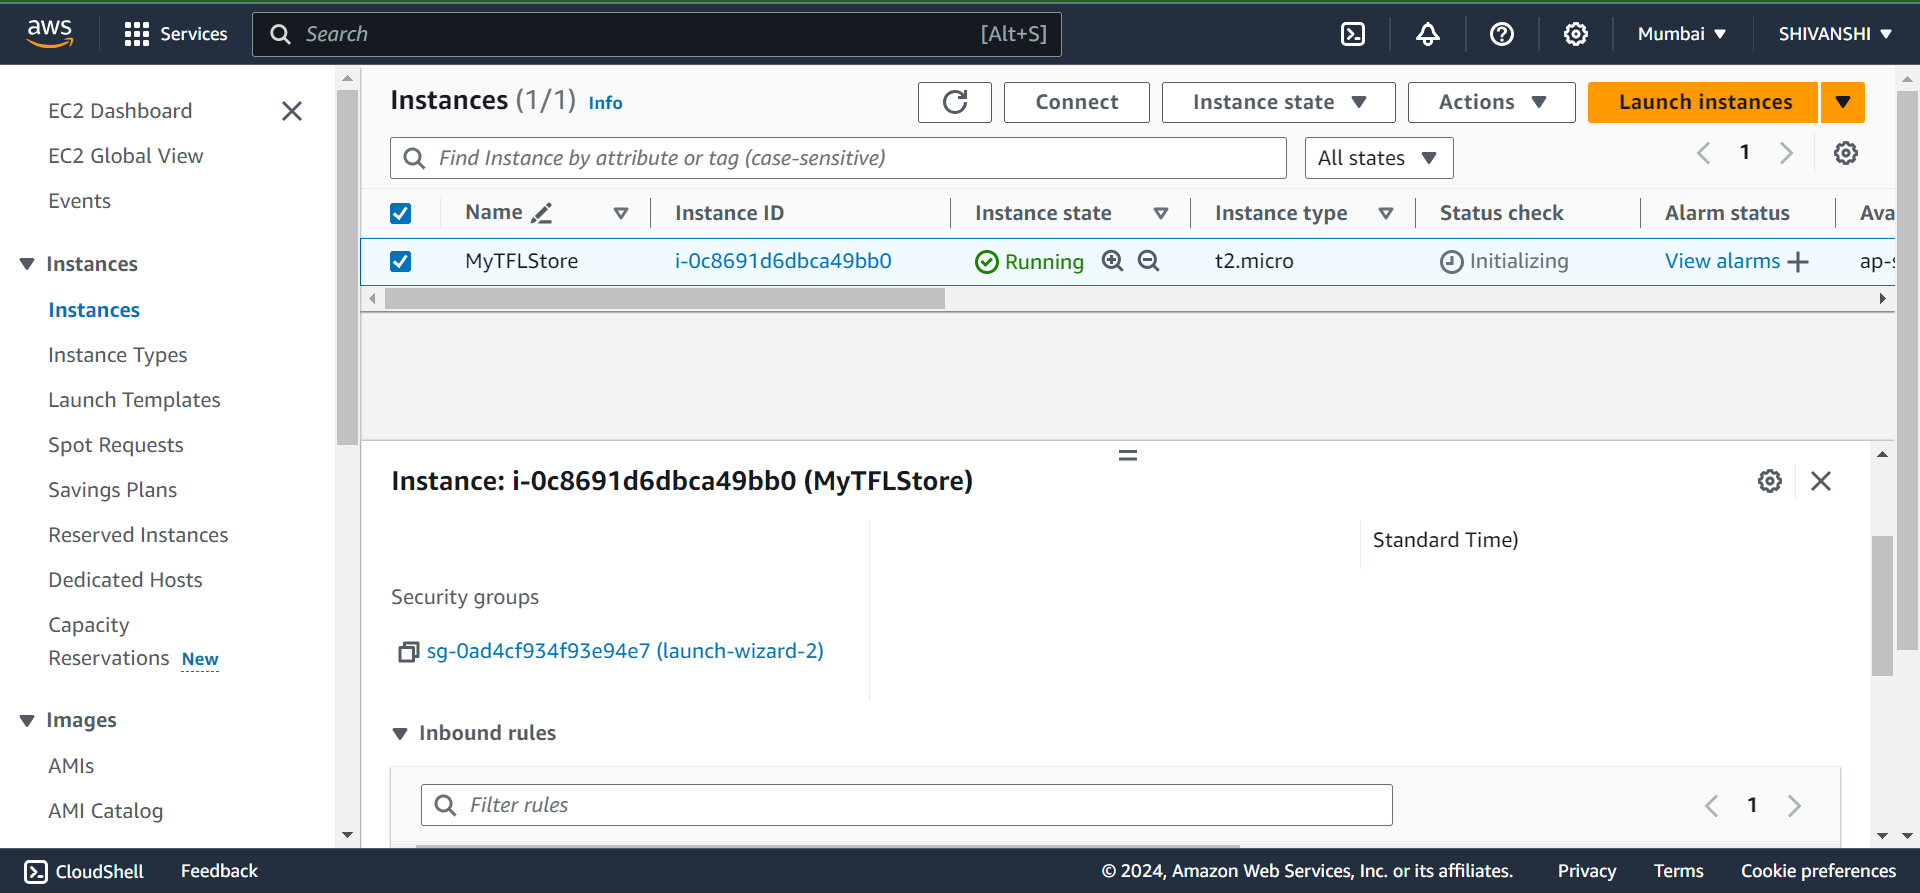 aws Services Search [Alt+S] Mumbai SHIVANSHI
EC2 Dashboard
EC2 Global View
Events
Instances
Instances
Instance Types
Launch Templates
Spot Requests
Savings Plans
Reserved Instances
Dedicated Hosts
Capacity
Reservations New
Images
AMIs
AMI Catalog
Instances (1/1) Info Connect Instance state Actions Launch instances
Find Instance by attribute or tag (case-sensitive) All states 1
Name Instance ID Instance state Instance type Status check Alarm status Ava
MyTFLStore i-0c8691d6dbca49bb0 Running t2.micro Initializing View alarms ap-s
Instance: i-0c8691d6dbca49bb0 (MyTFLStore)
Standard Time)
Security groups
sg-0ad4cf934f93e94e7 (launch-wizard-2)
Inbound rules
Filter rules 1
CloudShell Feedback © 2024, Amazon Web Services, Inc. or its affiliates. Privacy Terms Cookie preferences